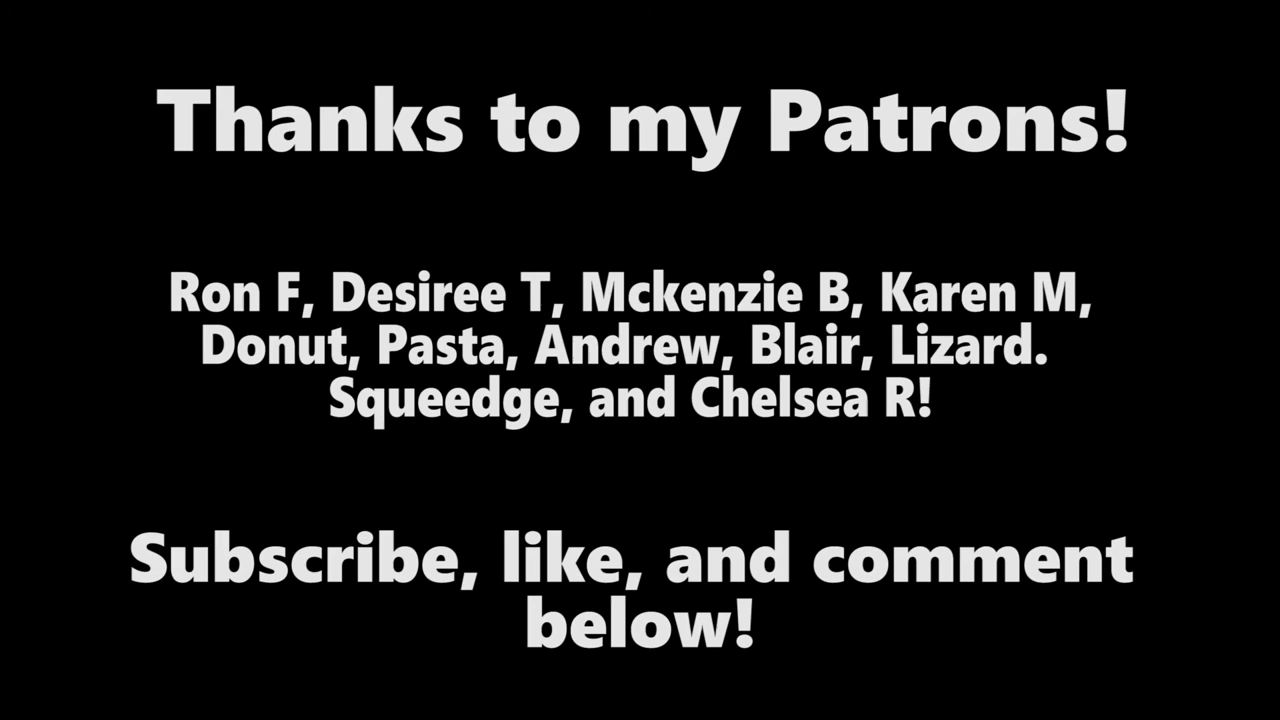 Thanks to my Patrons!
Ron F, Desiree T, Mckenzie B, Karen M,
Donut, Pasta, Andrew, Blair, Lizard.
Squeedge, and Chelsea R!
Subscribe, like, and comment
below!